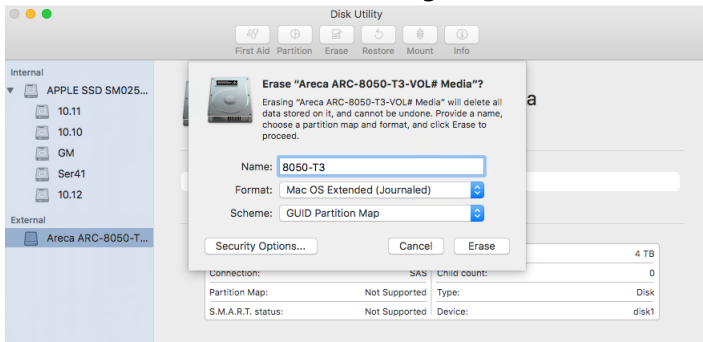 Disk Utility
First Aid Partition Erase Restore Mount Info
Internal
APPLE SSD SM025...
10.11
10.10
GM
Ser41
10.12
External
Areca ARC-8050-T...
a
Erase “Areca ARC-8050-T3-VOL# Media”?
Erasing “Areca ARC-8050-T3-VOL# Media” will delete all
data stored on it, and cannot be undone. Provide a name,
choose a partition map and format, and click Erase to
proceed.
Name: 8050-T3
Format: Mac OS Extended (Journaled)
Scheme: GUID Partition Map
Security Options... Cancel Erase
4 TB
Connection: SAS Child count: 0
Partition Map: Not Supported Type: Disk
S.M.A.R.T. status: Not Supported Device: disk1